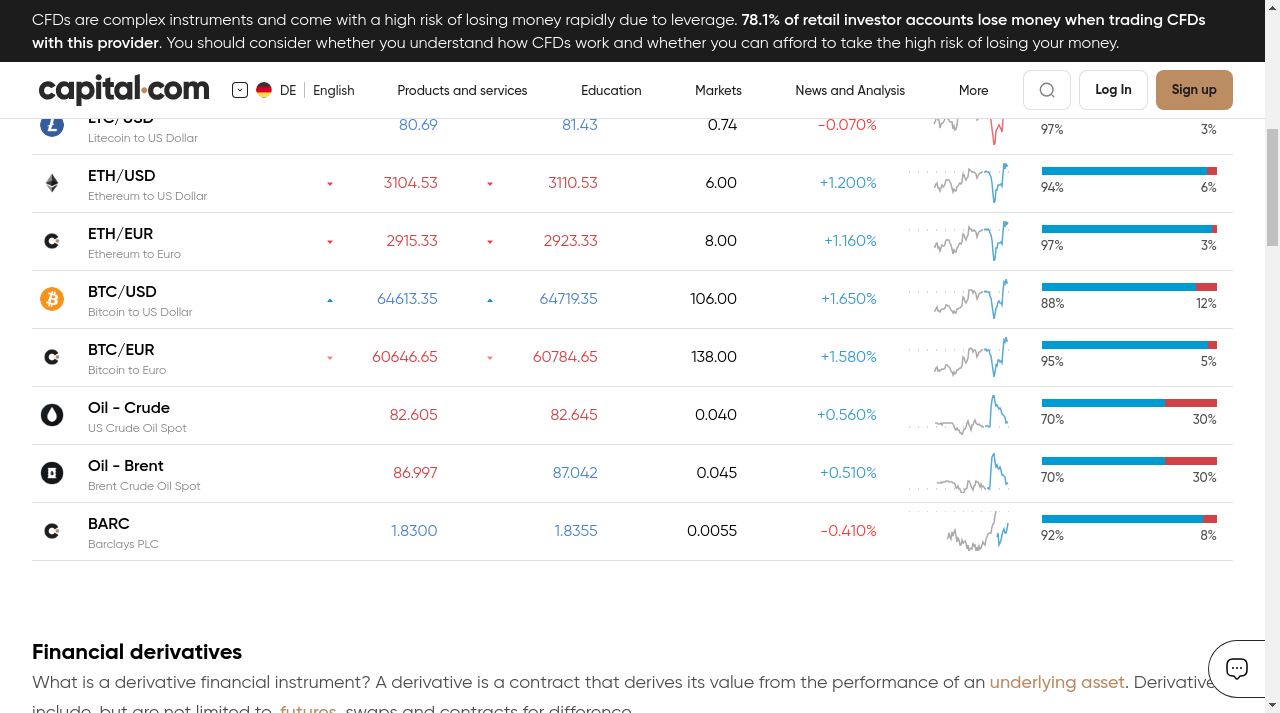 CFDs are complex instruments and come with a high risk of losing money rapidly due to leverage. 78.1% of retail investor accounts lose money when trading CFDs
with this provider. You should consider whether you understand how CFDs work and whether you can afford to take the high risk of losing your money.
capital.com DE English Products and services Education Markets News and Analysis More Log In Sign up
LTC/USD 80.69 81.43 0.74 -0.070%
Litecoin to US Dollar 97% 3%
ETH/USD 3104.53 3110.53 6.00 +1.200%
Ethereum to US Dollar 94% 6%
ETH/EUR 2915.33 2923.33 8.00 +1.160%
Ethereum to Euro 97% 3%
BTC/USD 64613.35 64719.35 106.00 +1.650%
Bitcoin to US Dollar 88% 12%
BTC/EUR 60646.65 60784.65 138.00 +1.580%
Bitcoin to Euro 95% 5%
Oil - Crude 82.605 82.645 0.040 +0.560%
US Crude Oil Spot 70% 30%
Oil - Brent 86.997 87.042 0.045 +0.510%
Brent Crude Oil Spot 70% 30%
BARC 1.8300 1.8355 0.0055 -0.410%
Barclays PLC 92% 8%
Financial derivatives
What is a derivative financial instrument? A derivative is a contract that derives its value from the performance of an underlying asset. Derivative
include, but are not limited to, futures, swaps and contracts for difference